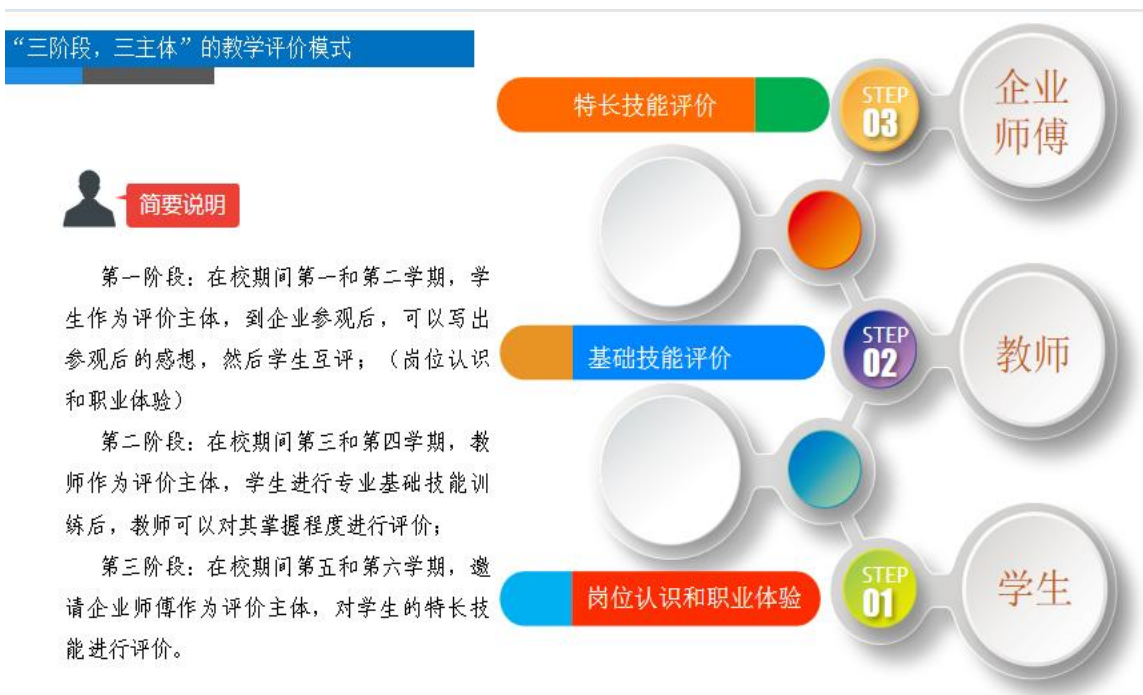 “三阶段，三主体”的教学评价模式
简要说明
第一阶段：在校期间第一和第二学期，学
生作为评价主体，到企业参观后，可以写出
参观后的感想，然后学生互评；（岗位认识
和职业体验）
第二阶段：在校期间第三和第四学期，教
师作为评价主体，学生进行专业基础技能训
练后，教师可以对其掌握程度进行评价；
第三阶段：在校期间第五和第六学期，邀
请企业师傅作为评价主体，对学生的特长技
能进行评价。
特长技能评价
STEP
03
企业
师傅
基础技能评价
STEP
02
教师
岗位认识和职业体验
STEP
01
学生